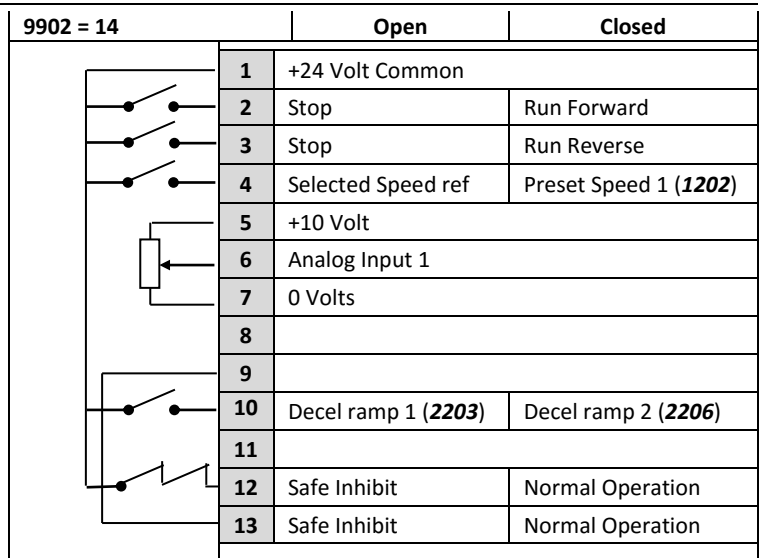 9902 = 14 Open Closed
1 +24 Volt Common
2 Stop Run Forward
3 Stop Run Reverse
4 Selected Speed ref Preset Speed 1 (1202)
5 +10 Volt
6 Analog Input 1
7 0 Volts
8
9
10 Decel ramp 1 (2203) Decel ramp 2 (2206)
11
12 Safe Inhibit Normal Operation
13 Safe Inhibit Normal Operation